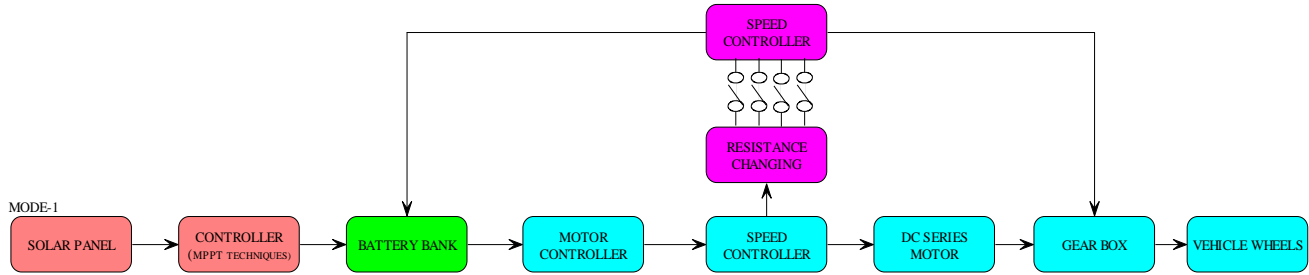 SPEED
CONTROLLER
RESISTANCE
CHANGING
MODE-1
SOLAR PANEL
CONTROLLER
(MPPT TECHNIQUES)
BATTERY BANK
MOTOR
CONTROLLER
SPEED
CONTROLLER
DC SERIES
MOTOR
GEAR BOX
VEHICLE WHEELS